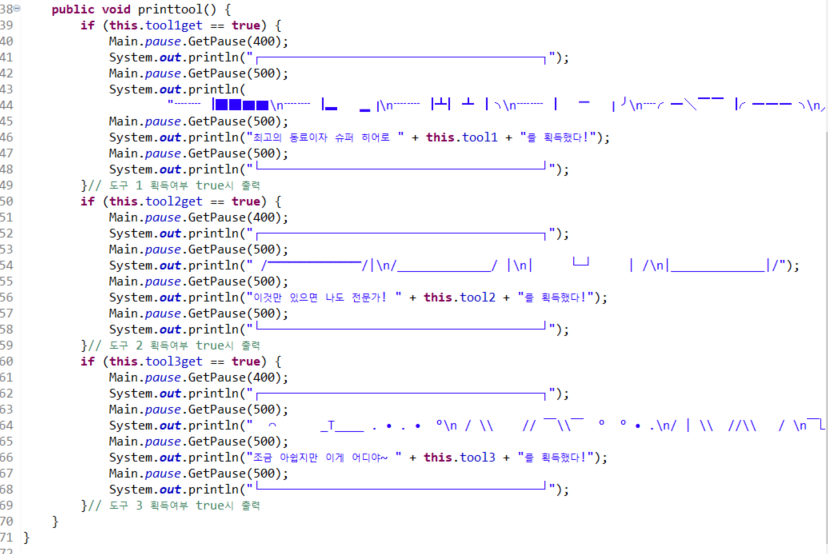 38 public void printtool() {
39 if (this.tool1get == true) {
40 Main.pause.GetPause(400);
41 System.out.println("┌──────────────────────────────────────┐");
42 Main.pause.GetPause(500);
43 System.out.println(
44 "┈┈ ┃■■■■\n┈┈ ┃▬ ▬ ╷|\n┈┈ ┃┻┃ ┻ ┃ ╮\n┈┈ ┃ ━ ╷ ╯\n┈╭ ━╲ ━━ ┃╭ ━━━ ╮\n╱
45 Main.pause.GetPause(500);
46 System.out.println("최고의 동료이자 슈퍼 히어로 " + this.tool1 + "를 획득했다!");
47 Main.pause.GetPause(500);
48 System.out.println("└──────────────────────────────────────┘");
49 }// 도구 1 획득여부 true시 출력
50 if (this.tool2get == true) {
51 Main.pause.GetPause(400);
52 System.out.println("┌──────────────────────────────────────┐");
53 Main.pause.GetPause(500);
54 System.out.println(" /‾‾‾‾‾‾‾‾‾‾‾‾‾/|\n/_____________/ |\n| └─┘ | /\n|_____________|/");
55 Main.pause.GetPause(500);
56 System.out.println("이것만 있으면 나도 전문가! " + this.tool2 + "를 획득했다!");
57 Main.pause.GetPause(500);
58 System.out.println("└──────────────────────────────────────┘");
59 }// 도구 2 획득여부 true시 출력
60 if (this.tool3get == true) {
61 Main.pause.GetPause(400);
62 System.out.println("┌──────────────────────────────────────┐");
63 Main.pause.GetPause(500);
64 System.out.println(" ⌒ _T____ . • . • º\n / \\ // ‾‾\\‾‾ º º • .\n/ | \\ //\\ / \n‾‾L
65 Main.pause.GetPause(500);
66 System.out.println("조금 아쉽지만 이게 어디야~ " + this.tool3 + "를 획득했다!");
67 Main.pause.GetPause(500);
68 System.out.println("└──────────────────────────────────────┘");
69 }// 도구 3 획득여부 true시 출력
70 }
71 }